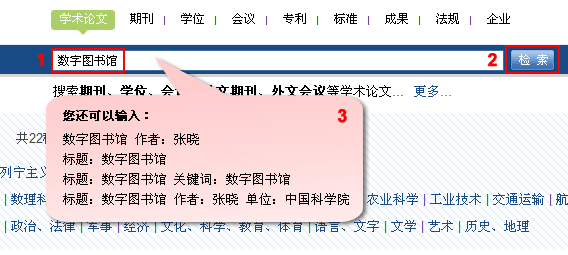 学术论文 期刊 | 学位 | 会议 | 专利 | 标准 | 成果 | 法规 | 企业
1 数字图书馆 2 检 索
搜索期刊、学位、会 文期刊、外文会议等学术论文... 更多...
您还可以输入： 3
共22
数字图书馆 作者：张晓
标题：数字图书馆
列宁主义
标题：数字图书馆 关键词：数字图书馆
| 数理科 标题：数字图书馆 作者：张晓 单位：中国科学院 农业科学 | 工业技术 | 交通运输 | 航
| 政治、法律 | 军事 | 经济 | 文化、科学、教育、体育 | 语言、文字 | 文学 | 艺术 | 历史、地理